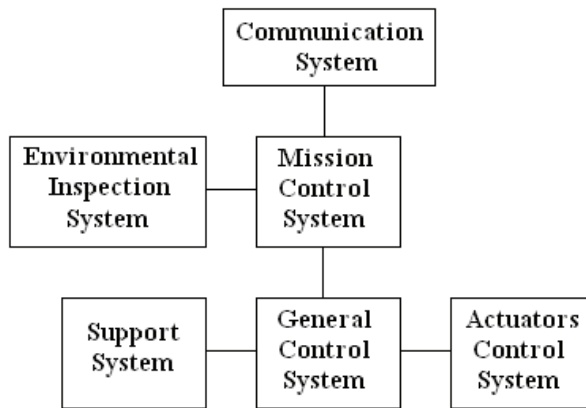 Communication
System
Environmental
Inspection
System
Mission
Control
System
Support
System
General
Control
System
Actuators
Control
System